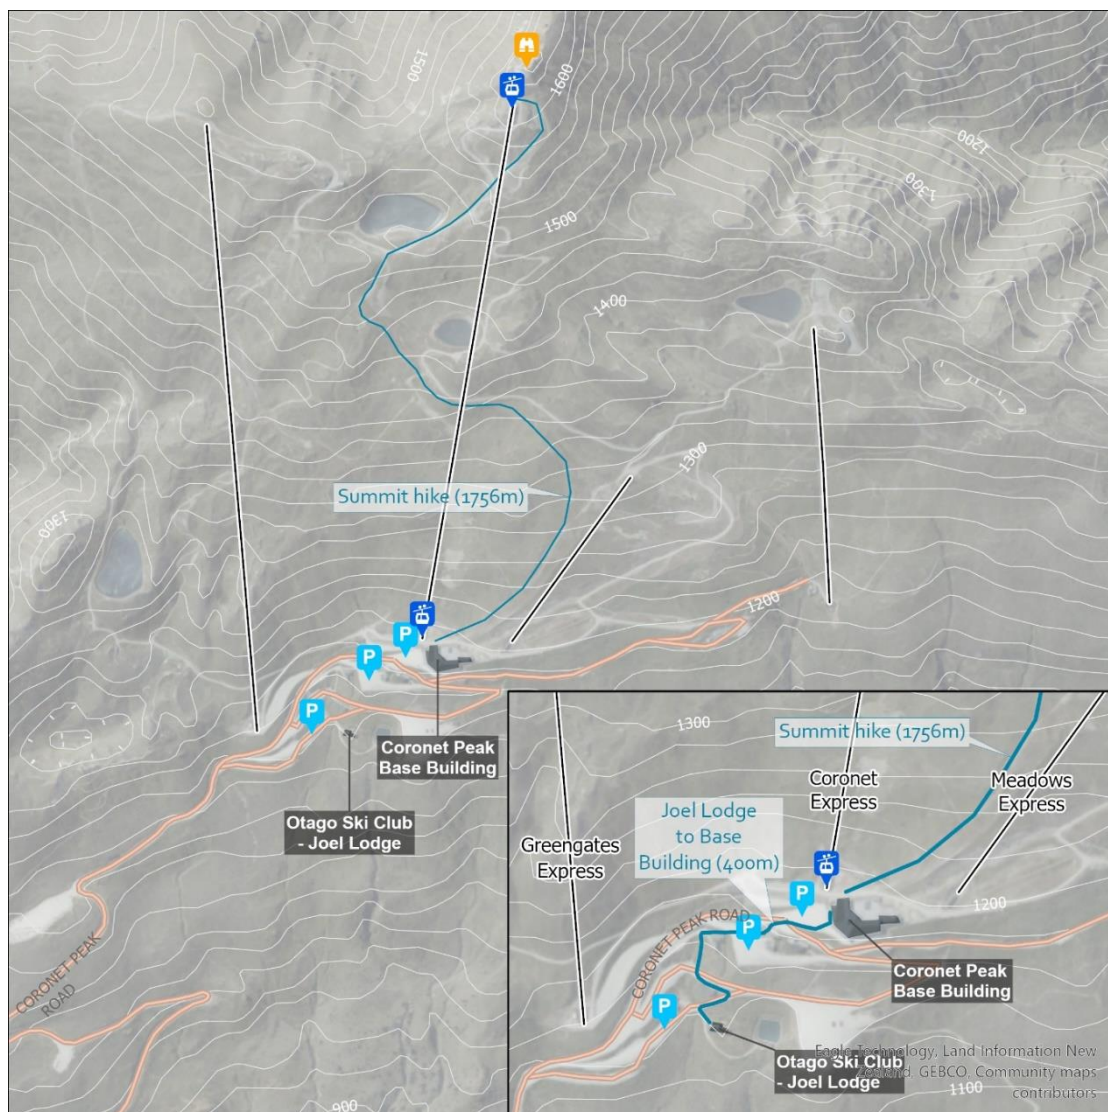 1500
1600
1200
1300
1500
1400
1300
Summit hike (1756m)
1300
1200
P
P
P
Coronet Peak
Base Building
Otago Ski Club
- Joel Lodge
CORONET PEAK
ROAD
900
1300
Summit hike (1756m)
Coronet
Express
Meadows
Express
Joel Lodge
to Base
Building (400m)
Greengates
Express
P
1200
CORONET PEAK ROAD
P
Coronet Peak
Base Building
P
Otago Ski Club
- Joel Lodge
1100
Eagle Technology, Land Information New
Zealand, GEBCO, Community maps
contributors